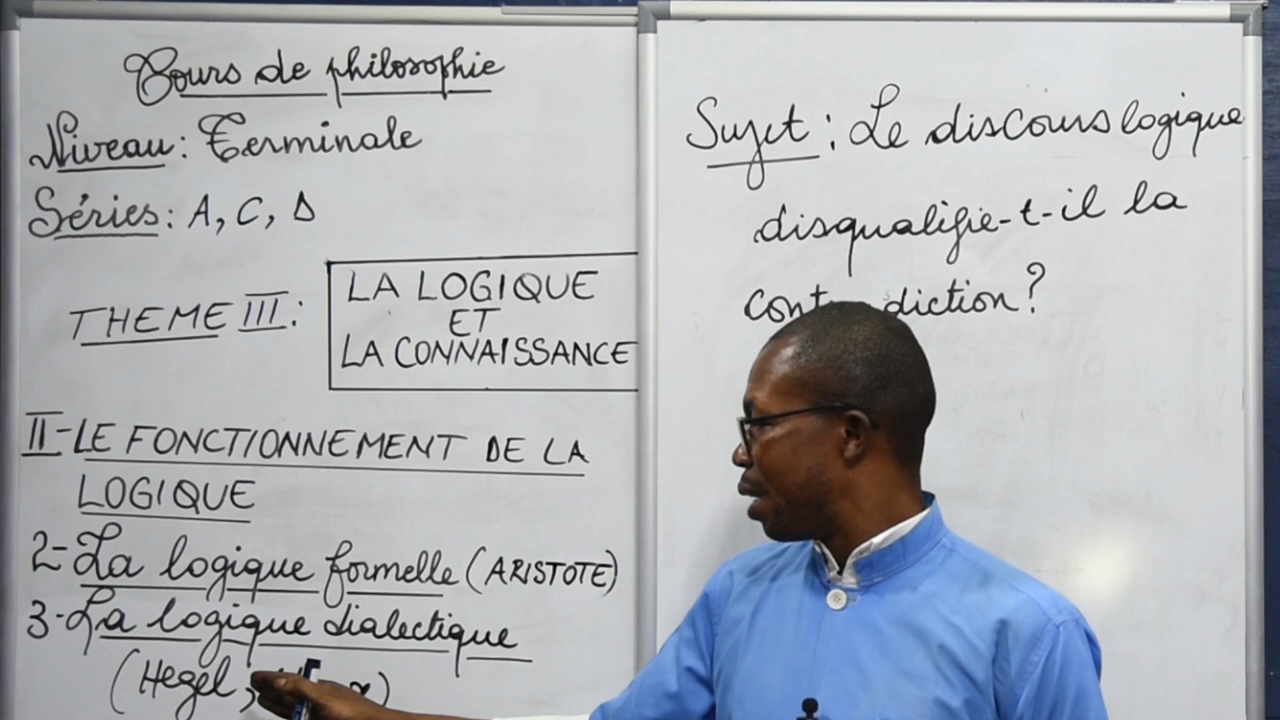 Cours de philosophie
Niveau : Terminale
Séries : A, C, D
THEME III :
LA LOGIQUE
ET
LA CONNAISSANCE
II-LE FONCTIONNEMENT DE LA
LOGIQUE
2-La logique formelle (ARISTOTE)
3-La logique dialectique
(Hegel,
Sujet : Le discours logique
disqualifie-t-il la
diction ?